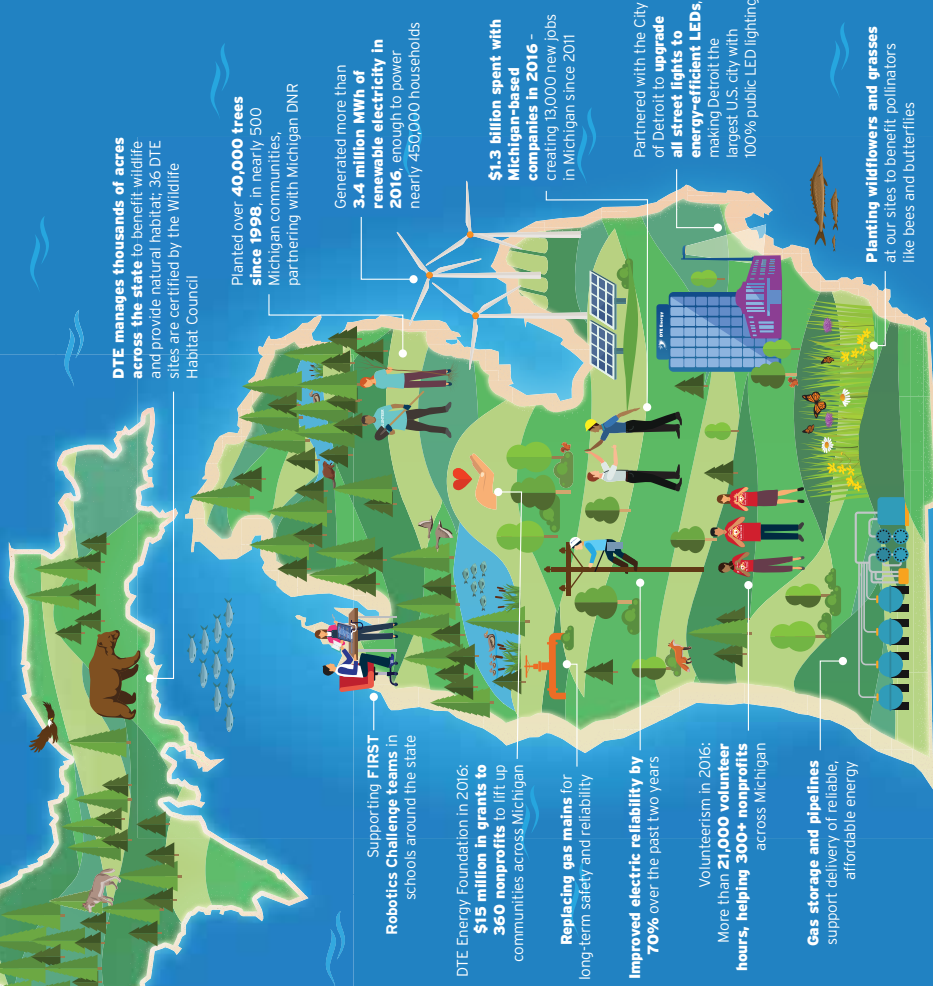 DTE manages thousands of acres
across the state to benefit wildlife
and provide natural habitat; 36 DTE
sites are certified by the Wildlife
Habitat Council
Planted over 40,000 trees
since 1998, in nearly 500
Michigan communities,
partnering with Michigan DNR
Generated more than
3.4 million MWh of
renewable electricity in
2016, enough to power
nearly 450,000 households
$1.3 billion spent with
Michigan-based
companies in 2016 –
creating 13,000 new jobs
in Michigan since 2011
Partnered with the City
of Detroit to upgrade
all street lights to
energy-efficient LEDs,
making Detroit the
largest U.S. city with
100% public LED lighting
Planting wildflowers and grasses
at our sites to benefit pollinators
like bees and butterflies
DTE Energy
Supporting FIRST
Robotics Challenge teams in
schools around the state
DTE Energy Foundation in 2016:
$15 million in grants to
360 nonprofits to lift up
communities across Michigan
Replacing gas mains for
long-term safety and reliability
Improved electric reliability by
70% over the past two years
Volunteerism in 2016:
More than 21,000 volunteer
hours, helping 300+ nonprofits
across Michigan
Gas storage and pipelines
support delivery of reliable,
affordable energy